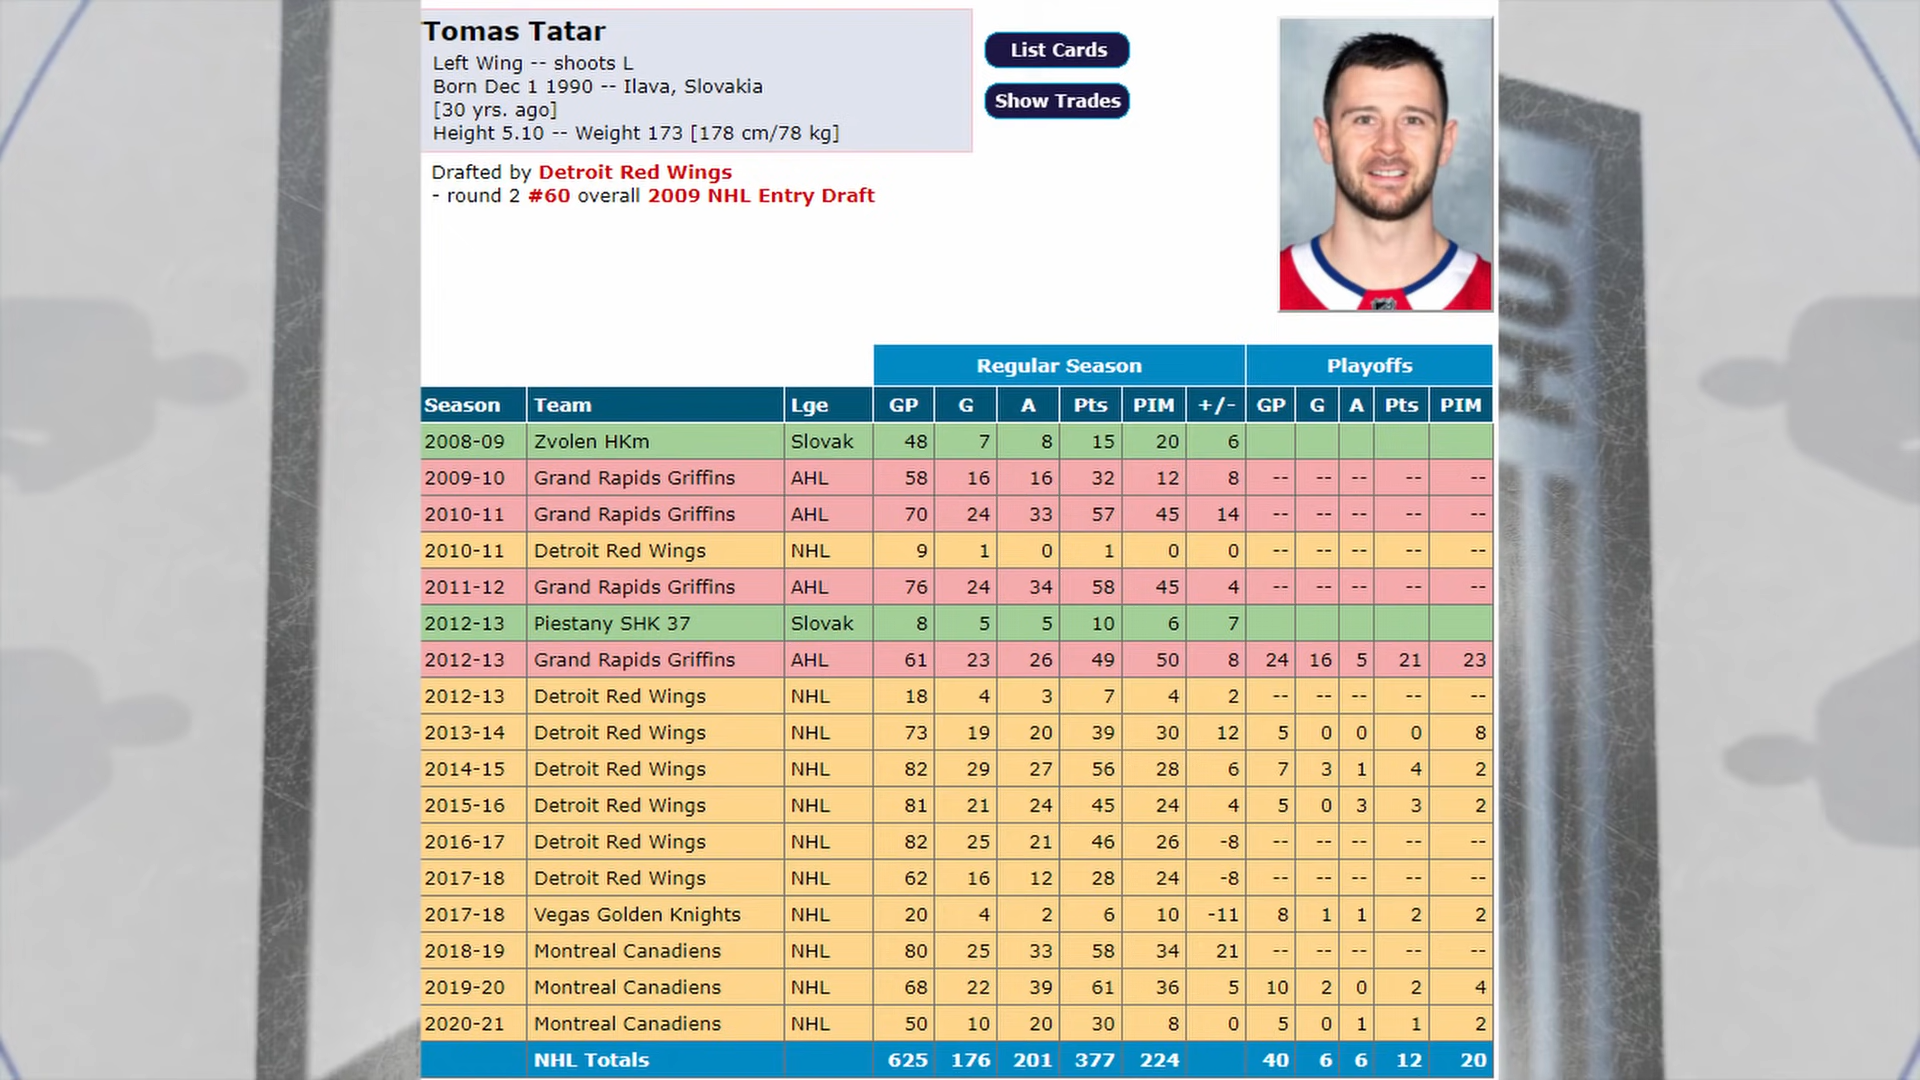 Tomas Tatar
Left Wing -- shoots L
Born Dec 1 1990 -- Ilava, Slovakia
[30 yrs. ago]
Height 5.10 -- Weight 173 [178 cm/78 kg]
List Cards
Show Trades
Drafted by Detroit Red Wings
- round 2 #60 overall 2009 NHL Entry Draft
Regular Season Playoffs
Season Team Lge GP G A Pts PIM +/- GP G A Pts PIM
2008-09 Zvolen HKm Slovak 48 7 8 15 20 6
2009-10 Grand Rapids Griffins AHL 58 16 16 32 12 8 -- -- -- -- --
2010-11 Grand Rapids Griffins AHL 70 24 33 57 45 14 -- -- -- -- --
2010-11 Detroit Red Wings NHL 9 1 0 1 0 0 -- -- -- -- --
2011-12 Grand Rapids Griffins AHL 76 24 34 58 45 4 -- -- -- -- --
2012-13 Piestany SHK 37 Slovak 8 5 5 10 6 7
2012-13 Grand Rapids Griffins AHL 61 23 26 49 50 8 24 16 5 21 23
2012-13 Detroit Red Wings NHL 18 4 3 7 4 2 -- -- -- -- --
2013-14 Detroit Red Wings NHL 73 19 20 39 30 12 5 0 0 0 8
2014-15 Detroit Red Wings NHL 82 29 27 56 28 6 7 3 1 4 2
2015-16 Detroit Red Wings NHL 81 21 24 45 24 4 5 0 3 3 2
2016-17 Detroit Red Wings NHL 82 25 21 46 26 -8 -- -- -- -- --
2017-18 Detroit Red Wings NHL 62 16 12 28 24 -8 -- -- -- -- --
2017-18 Vegas Golden Knights NHL 20 4 2 6 10 -11 8 1 1 2 2
2018-19 Montreal Canadiens NHL 80 25 33 58 34 21 -- -- -- -- --
2019-20 Montreal Canadiens NHL 68 22 39 61 36 5 10 2 0 2 4
2020-21 Montreal Canadiens NHL 50 10 20 30 8 0 5 0 1 1 2
NHL Totals 625 176 201 377 224 40 6 6 12 20